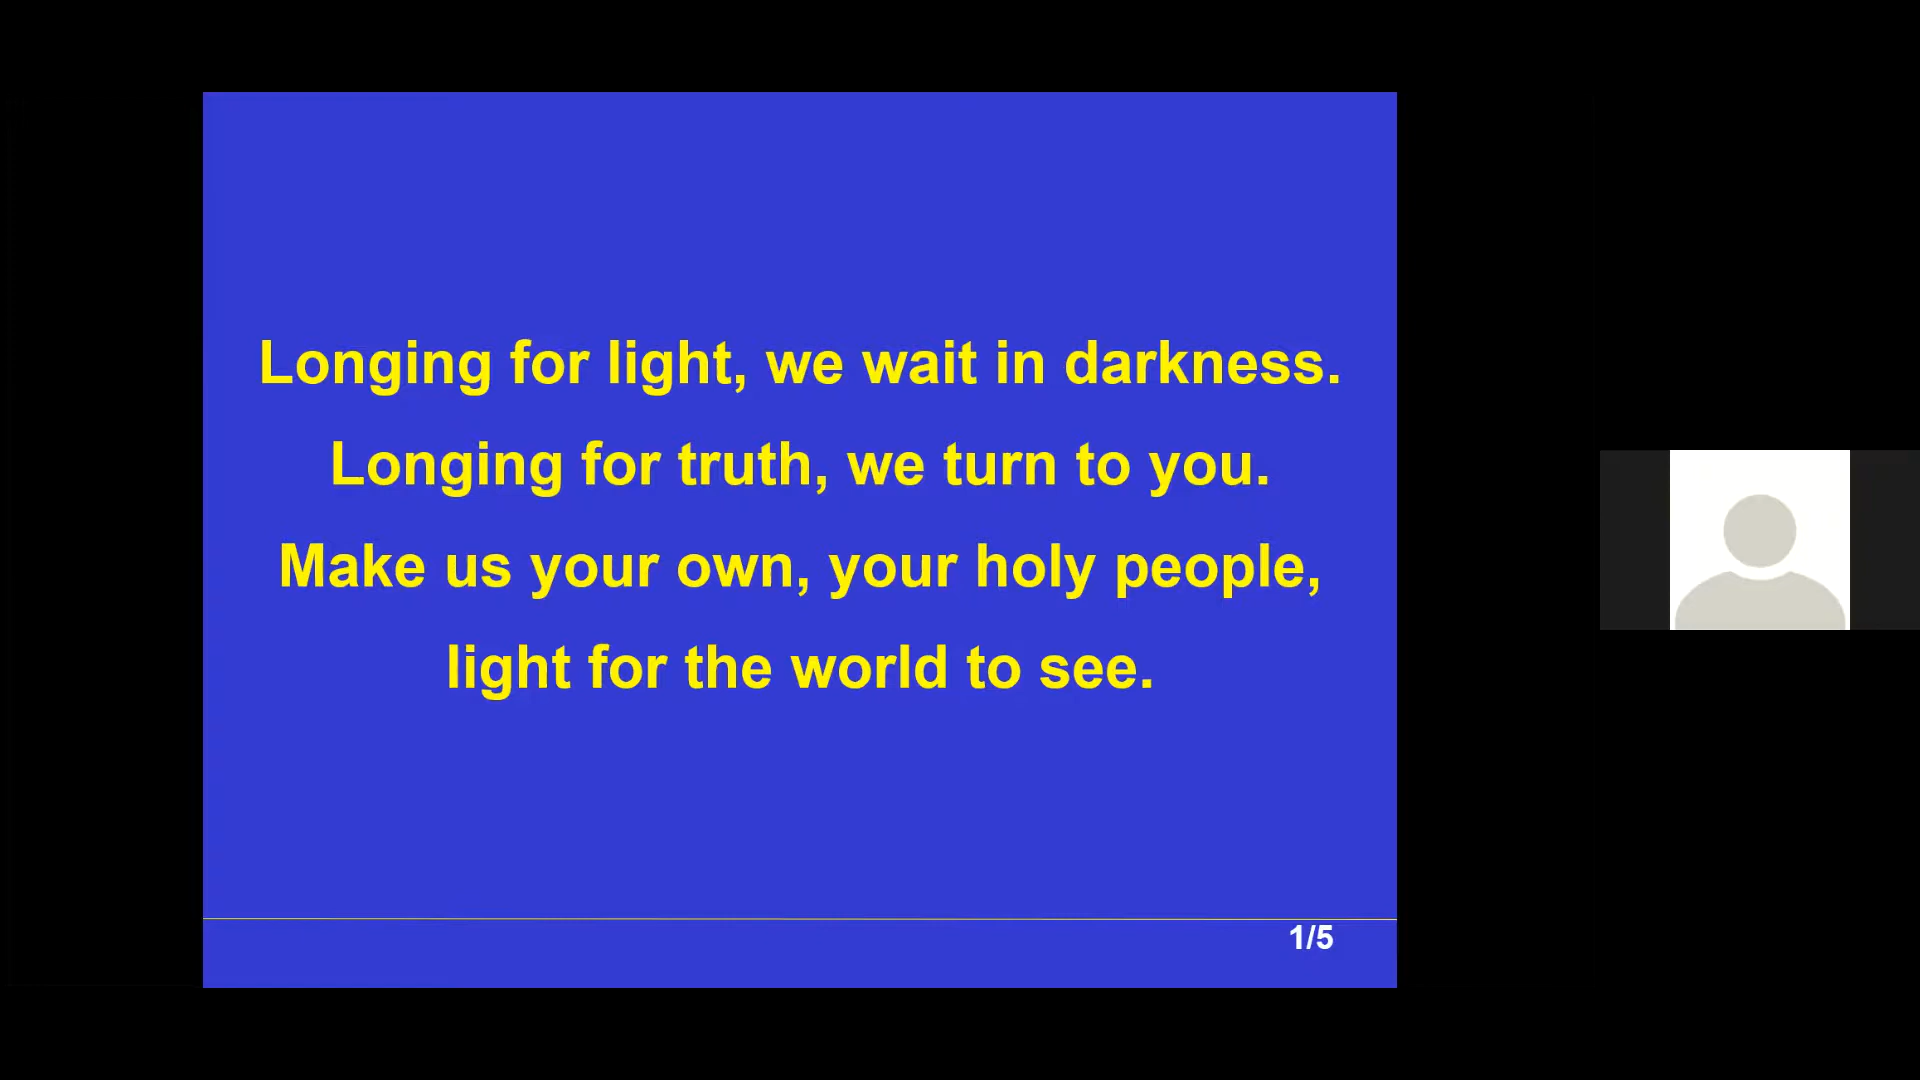 Longing for light, we wait in darkness.
Longing for truth, we turn to you.
Make us your own, your holy people,
light for the world to see.
1/5